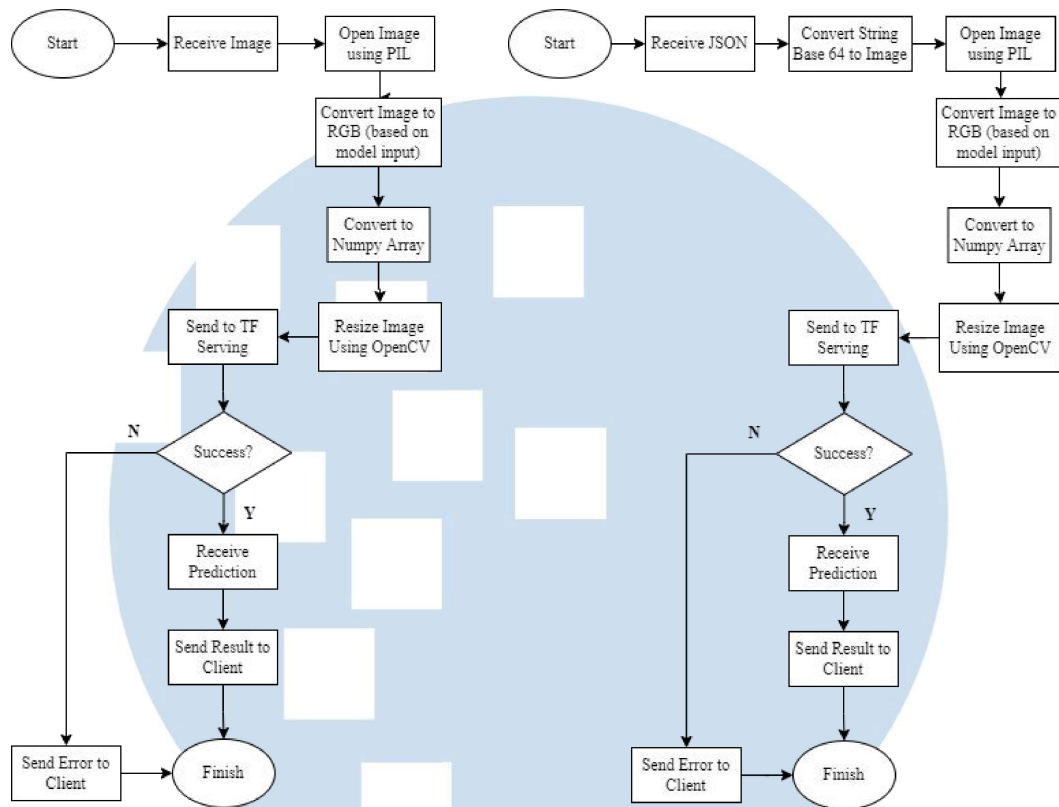 Start
Receive Image
Open Image
using PIL
Convert Image to
RGB (based on
model input)
Convert to
Numpy Array
Resize Image
Using OpenCV
Send to TF
Serving
Success?
N
Y
Receive
Prediction
Send Result to
Client
Send Error to
Client
Finish
Start
Receive JSON
Convert String
Base 64 to Image
Open Image
using PIL
Convert Image to
RGB (based on
model input)
Convert to
Numpy Array
Resize Image
Using OpenCV
Send to TF
Serving
Success?
N
Y
Receive
Prediction
Send Result to
Client
Send Error to
Client
Finish